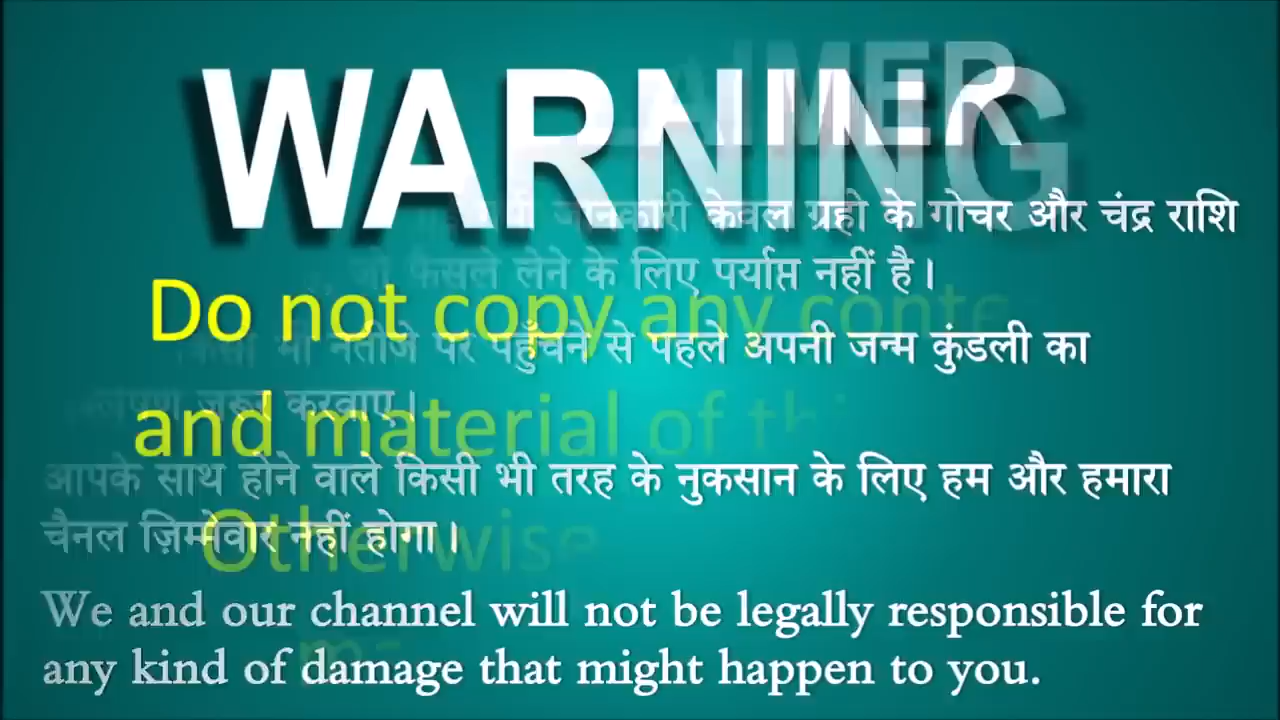 WARNING
AIMER
जानकारी केवल ग्रहो के गोचर और चंद्र राशि
जो फैसले लेने के लिए पर्याप्त नहीं है।
Do not copy any conte
भी नतीजे पर पहुँचने से पहले अपनी जन्म कुंडली का
जरूर करवाए।
and material of thi
आपके साथ होने वाले किसी भी तरह के नुकसान के लिए हम और हमारा
चैनल ज़िम्मेवार नहीं होगा।
Otherwise
We and our channel will not be legally responsible for
any kind of damage that might happen to you.